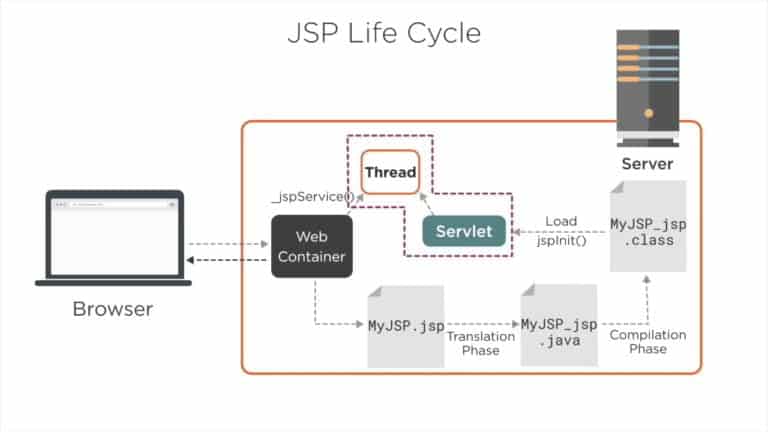 JSP Life Cycle
Server
Thread
_jspService()
Servlet
Load
jspInit()
MyJSP_jsp
.class
Web
Container
Browser
MyJSP.jsp
Translation
Phase
MyJSP_jsp
.java
Compilation
Phase